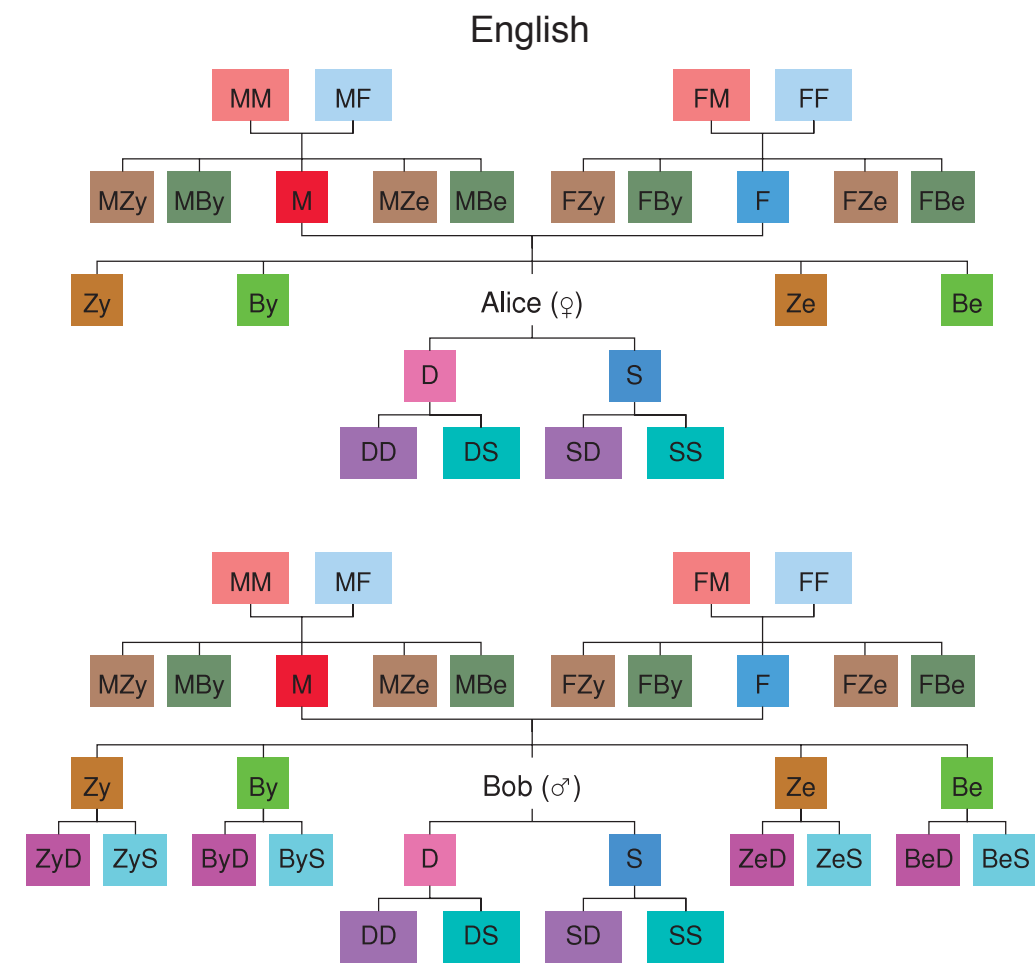 English
MM MF FM FF
MZy MBy M MZe MBe FZy FBy F FZe FBe
Zy By Alice (♀) Ze Be
D S
DD DS SD SS
MM MF FM FF
MZy MBy M MZe MBe FZy FBy F FZe FBe
Zy By Bob (♂) Ze Be
ZyD ZyS ByD ByS D S ZeD ZeS BeD BeS
DD DS SD SS